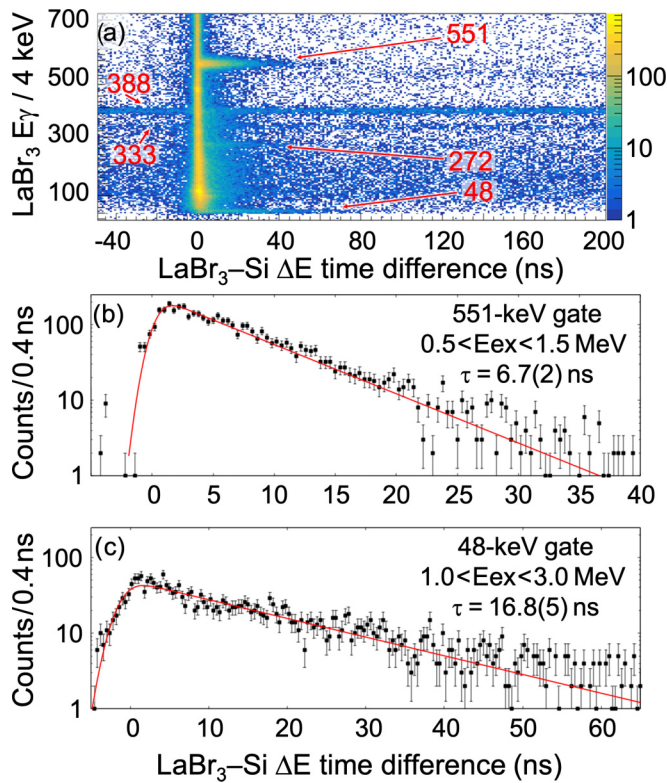 (a)
700
500
300
100
LaBr₃ Eγ / 4 keV
551
388
333
272
48
100
10
1
-40 0 40 80 120 160 200
LaBr₃–Si ΔE time difference (ns)
(b)
551-keV gate
0.5<Eex<1.5 MeV
τ = 6.7(2) ns
100
10
1
Counts/0.4ns
0 5 10 15 20 25 30 35 40
(c)
48-keV gate
1.0<Eex<3.0 MeV
τ = 16.8(5) ns
100
10
1
Counts/0.4ns
0 10 20 30 40 50 60
LaBr₃–Si ΔE time difference (ns)